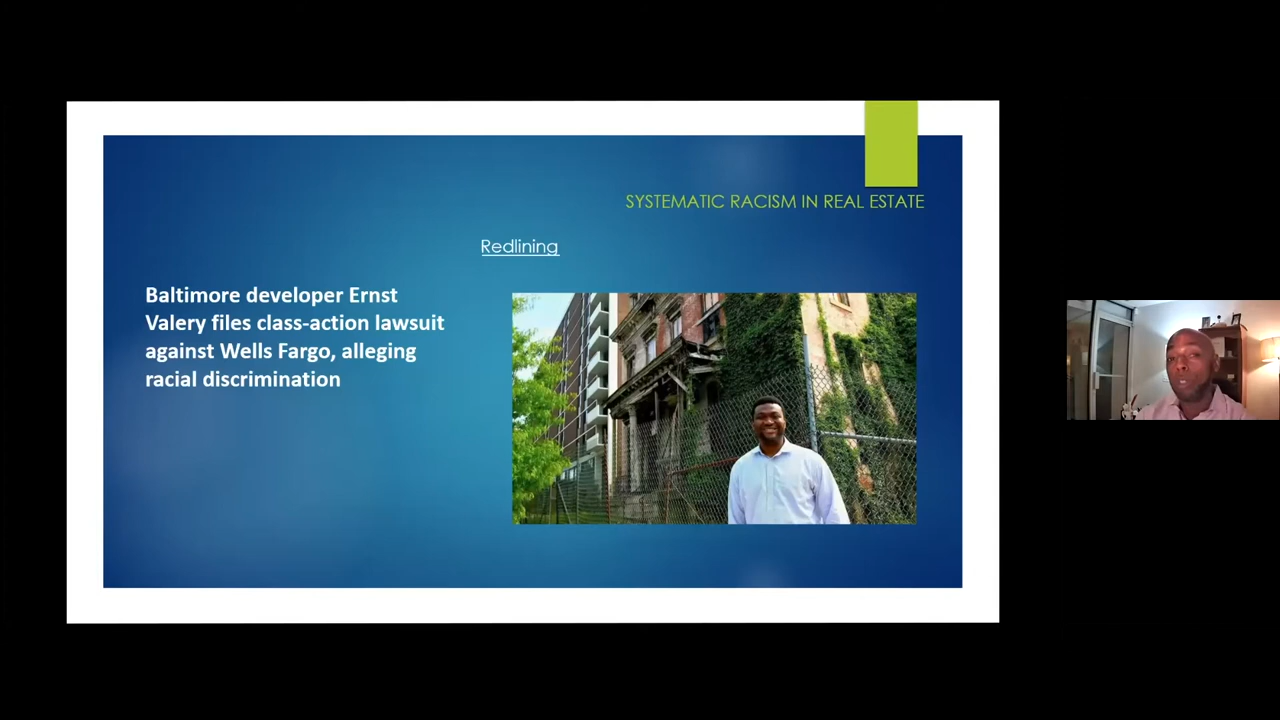 SYSTEMATIC RACISM IN REAL ESTATE
Redlining
Baltimore developer Ernst
Valery files class-action lawsuit
against Wells Fargo, alleging
racial discrimination